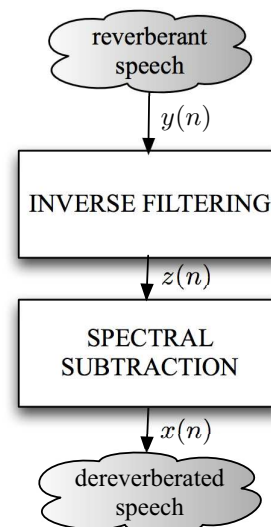 reverberant
speech
y(n)
INVERSE FILTERING
z(n)
SPECTRAL
SUBTRACTION
x(n)
dereverberated
speech